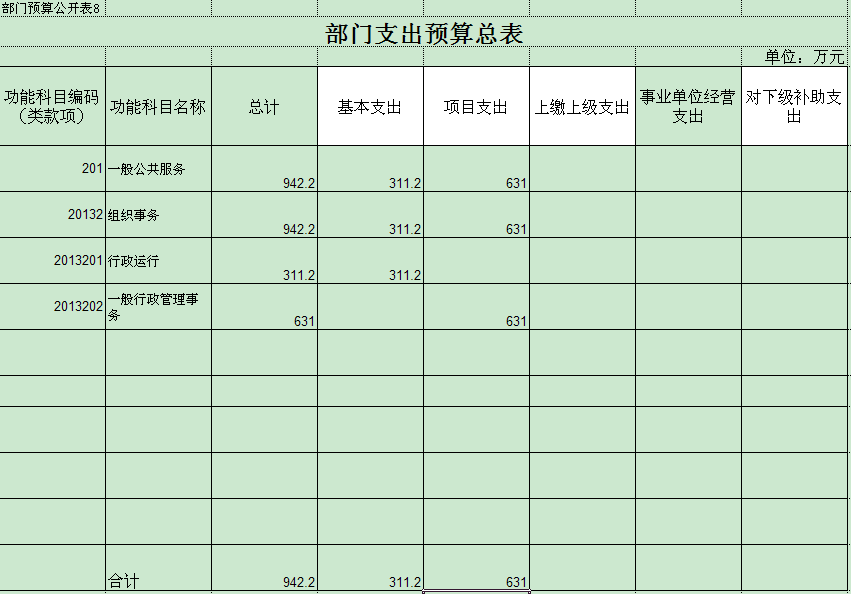 部门预算公开表8
部门支出预算总表
单位：万元
功能科目编码（类款项） 功能科目名称 总计 基本支出 项目支出 上缴上级支出 事业单位经营支出 对下级补助支出
201 一般公共服务 942.2 311.2 631
20132 组织事务 942.2 311.2 631
2013201 行政运行 311.2 311.2
2013202 一般行政管理事务 631 631
合计 942.2 311.2 631